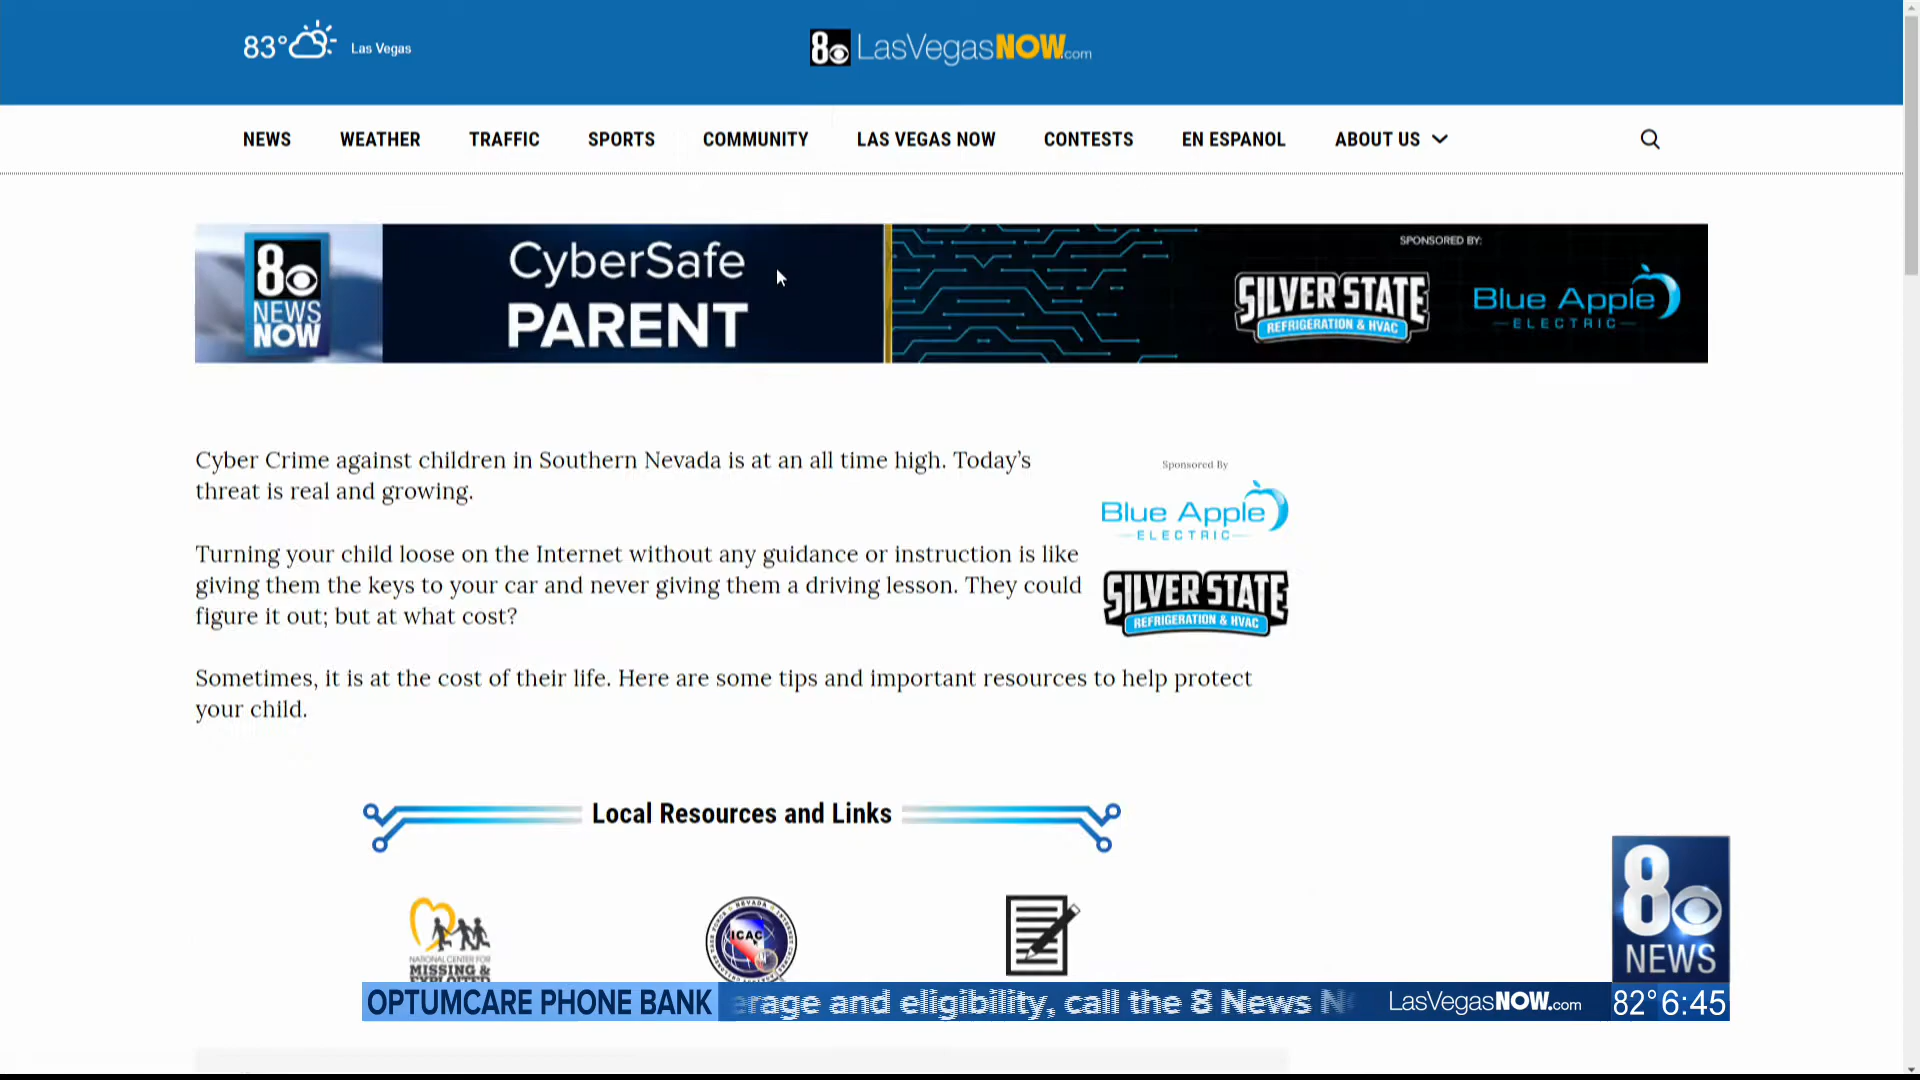 83° Las Vegas
8 LasVegasNOW.com
NEWS WEATHER TRAFFIC SPORTS COMMUNITY LAS VEGAS NOW CONTESTS EN ESPANOL ABOUT US
8 NEWS NOW
CyberSafe
PARENT
SPONSORED BY:
SILVER STATE
REFRIGERATION & HVAC
Blue Apple
ELECTRIC
Cyber Crime against children in Southern Nevada is at an all time high. Today's
threat is real and growing.
Sponsored By
Blue Apple
ELECTRIC
Turning your child loose on the Internet without any guidance or instruction is like
giving them the keys to your car and never giving them a driving lesson. They could
figure it out; but at what cost?
SILVER STATE
REFRIGERATION & HVAC
Sometimes, it is at the cost of their life. Here are some tips and important resources to help protect
your child.
Local Resources and Links
NATIONAL CENTER FOR
MISSING &
EXPLOITED
ICAC
8
NEWS
OPTUMCARE PHONE BANK erage and eligibility, call the 8 News N LasVegasNOW.com 82° 6:45